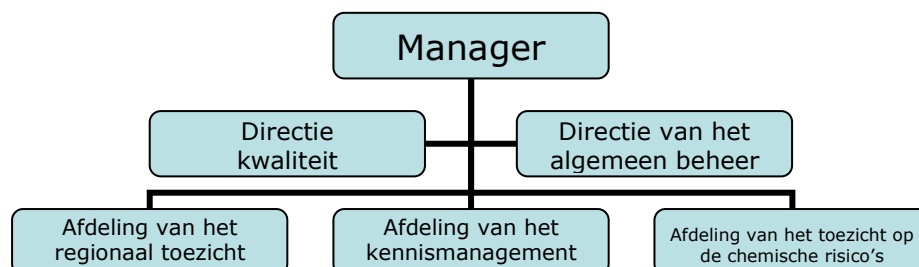 Manager
Directie
kwaliteit
Directie van het
algemeen beheer
Afdeling van het
regionaal toezicht
Afdeling van het
kennismanagement
Afdeling van het toezicht op
de chemische risico's